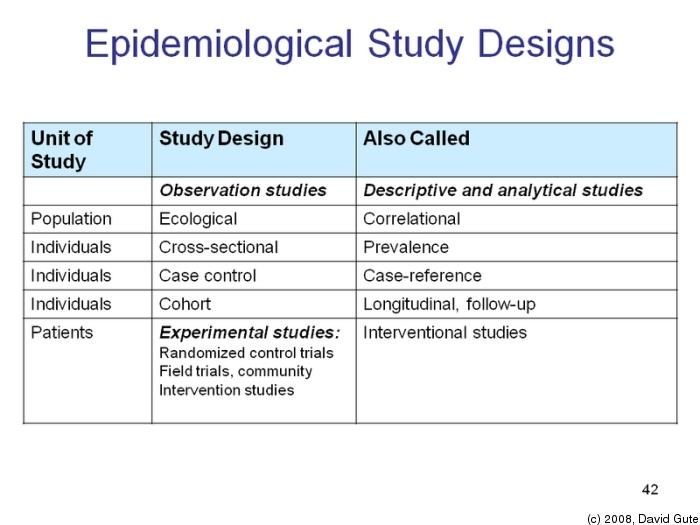 Epidemiological Study Designs
Unit of Study Study Design Also Called
Observation studies Descriptive and analytical studies
Population Ecological Correlational
Individuals Cross-sectional Prevalence
Individuals Case control Case-reference
Individuals Cohort Longitudinal, follow-up
Patients Experimental studies: Interventional studies
Randomized control trials
Field trials, community
Intervention studies
42
(c) 2008, David Gute